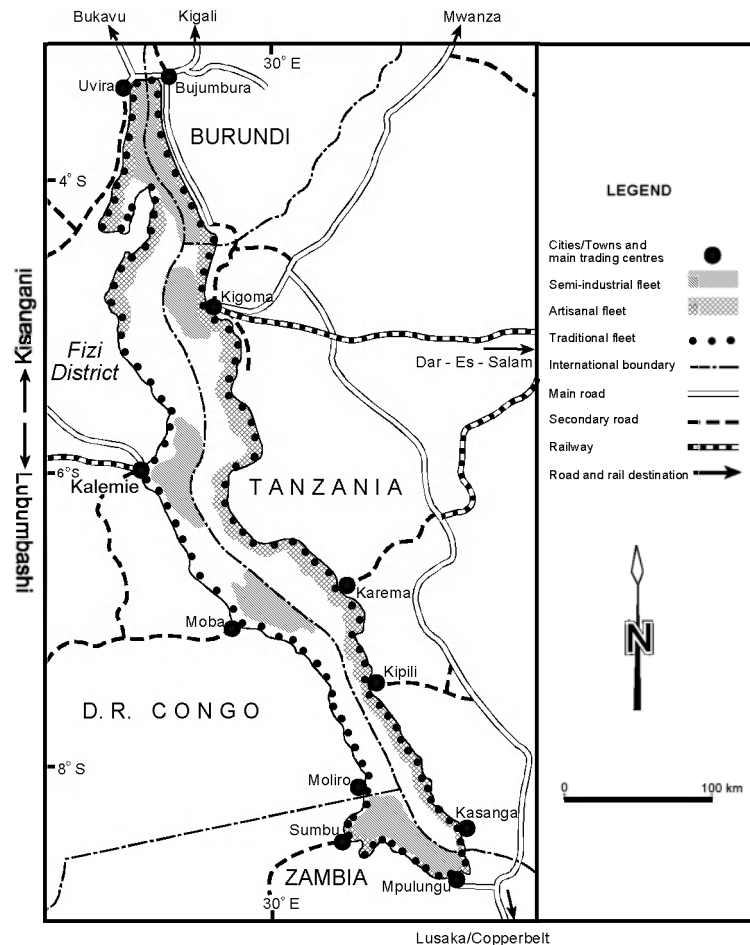 Bukavu
Kigali
Mwanza
30° E
Uvira
Bujumbura
BURUNDI
4° S
Kigoma
Fizi
District
Dar - Es - Salam
Kisangani
Lubumbashi
6°S
Kalemie
TANZANIA
Karema
Moba
Kipili
D.R. CONGO
8° S
Moliro
Kasanga
Sumbu
ZAMBIA
Mpulungu
30° E
Lusaka/Copperbelt
LEGEND
Cities/Towns and
main trading centres
Semi-industrial fleet
Artisanal fleet
Traditional fleet
International boundary
Main road
Secondary road
Railway
Road and rail destination
N
0
100 km